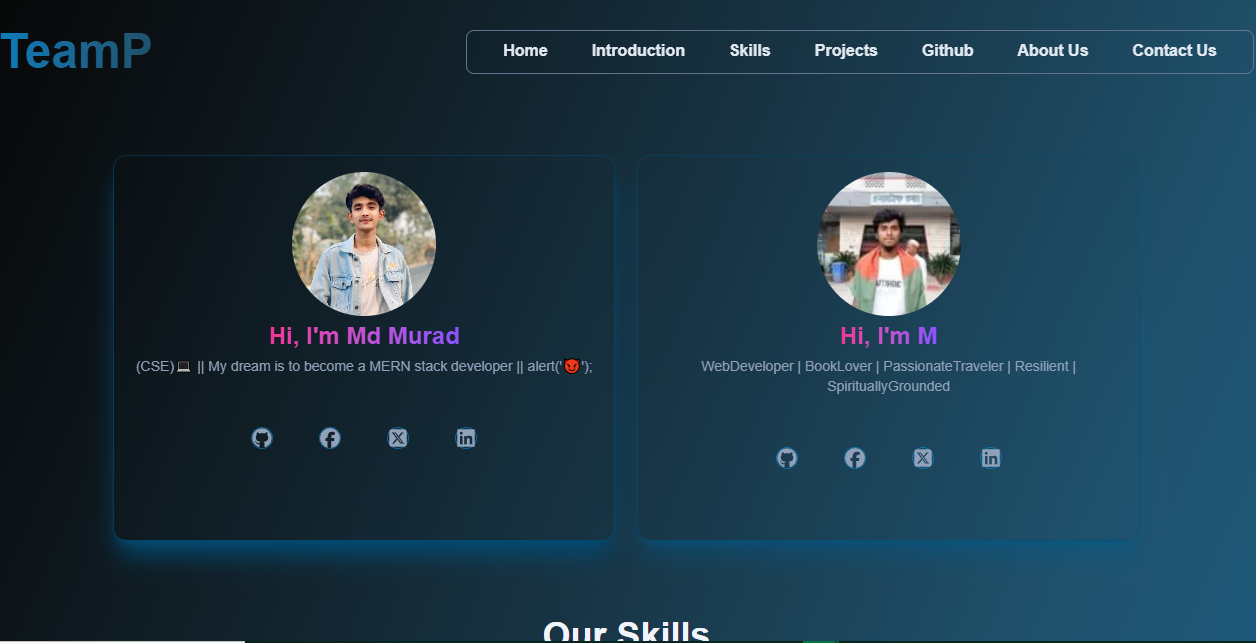 TeamP
Home Introduction Skills Projects Github About Us Contact Us
Hi, I'm Md Murad
(CSE)💻 || My dream is to become a MERN stack developer || alert('😈');
Hi, I'm M
WebDeveloper | BookLover | PassionateTraveler | Resilient |
SpirituallyGrounded
Our Skills